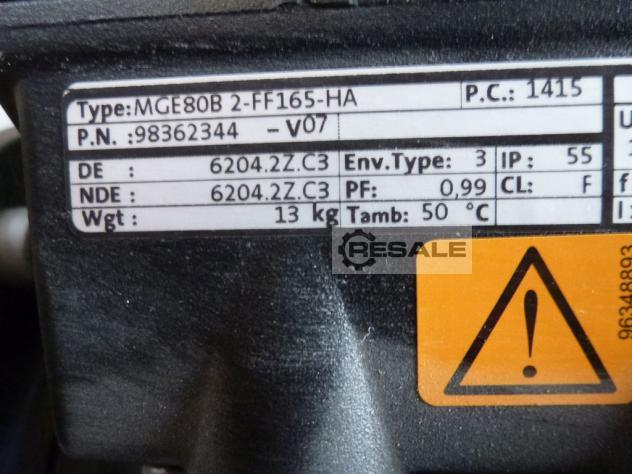 Type:MGE80B 2-FF165-HA P.C.: 1415
P.N. :98362344 -V07
DE : 6204.2Z.C3 Env.Type: 3 IP : 55
NDE : 6204.2Z.C3 PF: 0,99 CL: F
Wgt : 13 kg Tamb: 50 °C
RESALE
96348893
U
1
f
I :